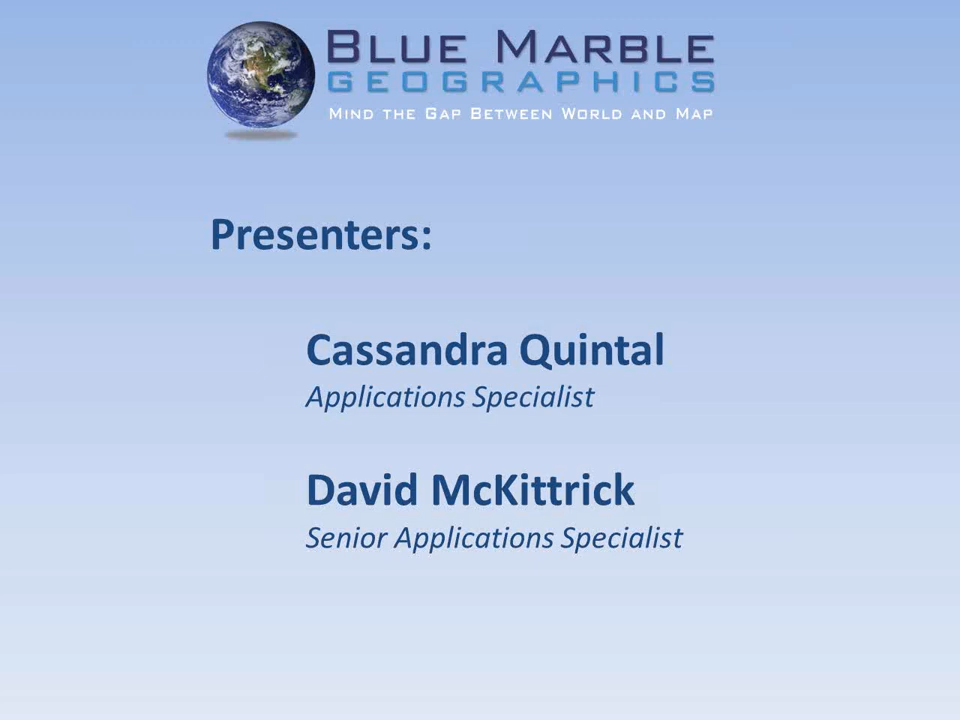 BLUE MARBLE
GEOGRAPHICS
MIND THE GAP BETWEEN WORLD AND MAP
Presenters:
Cassandra Quintal
Applications Specialist
David McKittrick
Senior Applications Specialist